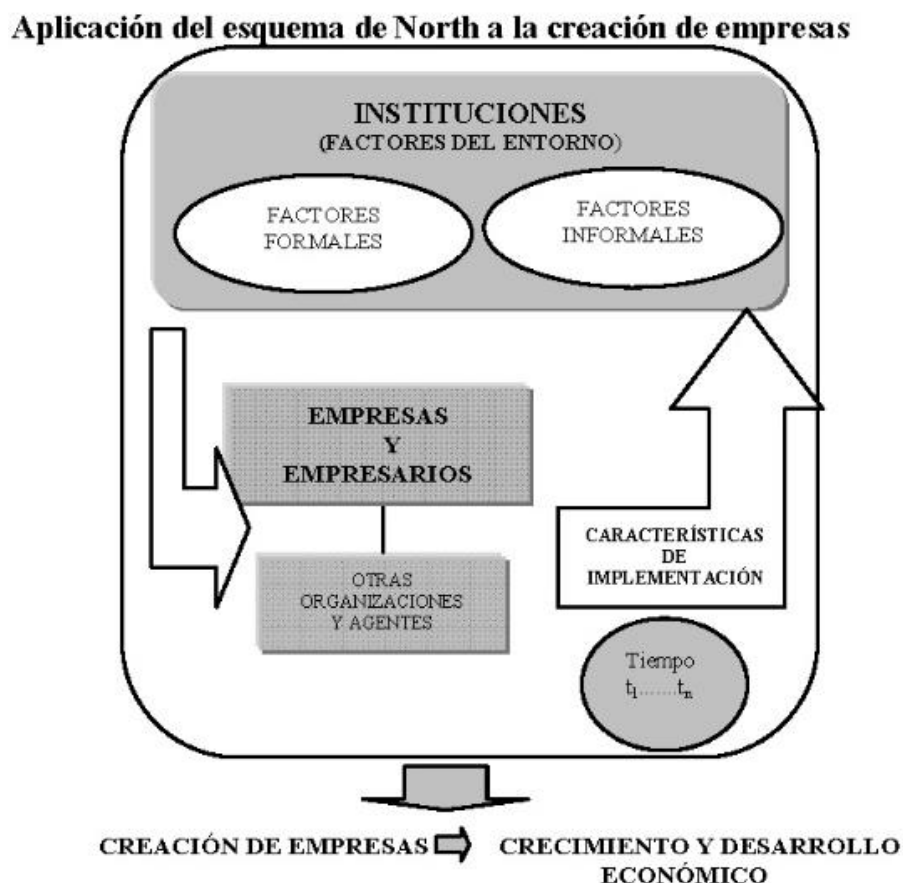 Aplicación del esquema de North a la creación de empresas
INSTITUCIONES
(FACTORES DEL ENTORNO)
FACTORES
FORMALES
FACTORES
INFORMALES
EMPRESAS
Y
EMPRESARIOS
CARACTERÍSTICAS
DE
IMPLEMENTACIÓN
OTRAS
ORGANIZACIONES
Y AGENTES
Tiempo
t1.......tn
CREACIÓN DE EMPRESAS
CRECIMIENTO Y DESARROLLO
ECONÓMICO